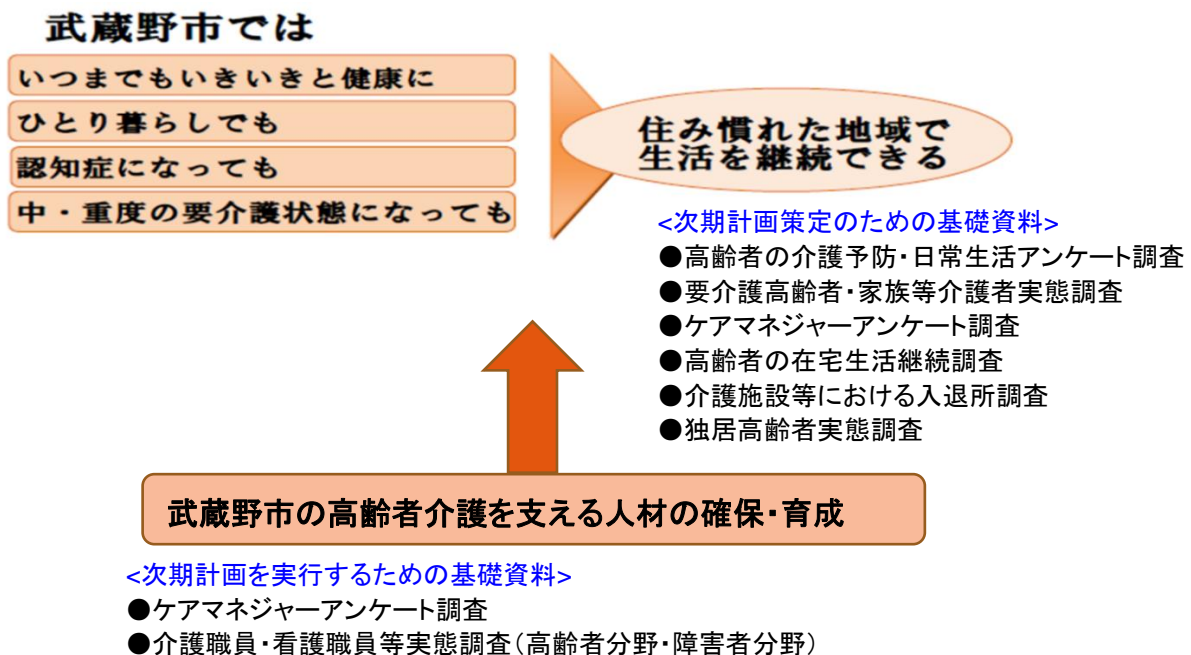 武蔵野市では
いつまでもいきいきと健康に
ひとり暮らしでも
認知症になっても
中・重度の要介護状態になっても
住み慣れた地域で
生活を継続できる
<次期計画策定のための基礎資料>
●高齢者の介護予防・日常生活アンケート調査
●要介護高齢者・家族等介護者実態調査
●ケアマネジャーアンケート調査
●高齢者の在宅生活継続調査
●介護施設等における入退所調査
●独居高齢者実態調査
武蔵野市の高齢者介護を支える人材の確保・育成
<次期計画を実行するための基礎資料>
●ケアマネジャーアンケート調査
●介護職員・看護職員等実態調査(高齢者分野・障害者分野)